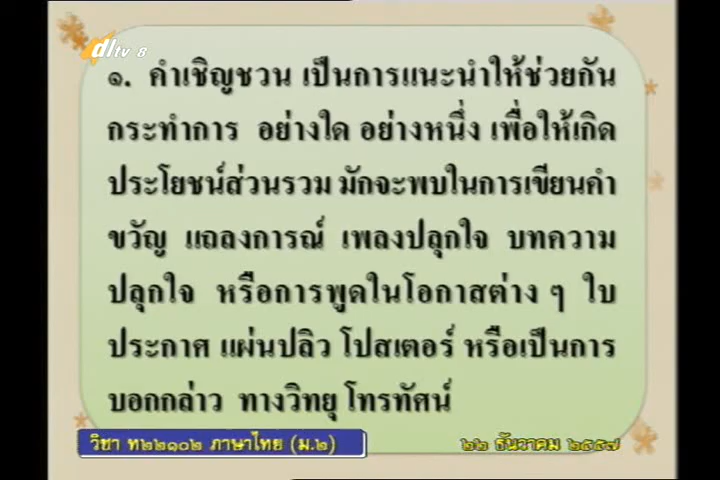 dltv 8
๑. คำเชิญชวน เป็นการแนะนำให้ช่วยกัน
กระทำการ อย่างใด อย่างหนึ่ง เพื่อให้เกิด
ประโยชน์ส่วนรวม มักจะพบในการเขียนคำ
ขวัญ แถลงการณ์ เพลงปลุกใจ บทความ
ปลุกใจ หรือการพูดในโอกาสต่าง ๆ ใบ
ประกาศ แผ่นปลิว โปสเตอร์ หรือเป็นการ
บอกกล่าว ทางวิทยุ โทรทัศน์
วิชา ท๒๒๑๐๒ ภาษาไทย (ม.๒)
๒๒ ธันวาคม ๒๕๕๗